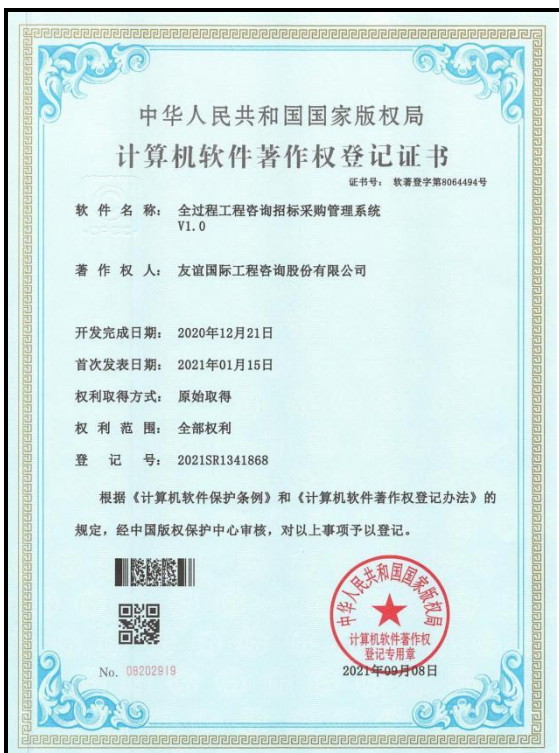 中华人民共和国国家版权局
计算机软件著作权登记证书
证书号： 软著登字第8064494号
软件名称： 全过程工程咨询招标采购管理系统
V1.0
著作权人： 友谊国际工程咨询股份有限公司
开发完成日期： 2020年12月21日
首次发表日期： 2021年01月15日
权利取得方式： 原始取得
权利范围： 全部权利
登记号： 2021SR1341868
根据《计算机软件保护条例》和《计算机软件著作权登记办法》的
规定，经中国版权保护中心审核，对以上事项予以登记。
中华人民共和国国家版权局
计算机软件著作权
登记专用章
No. 08202919
2021年09月08日